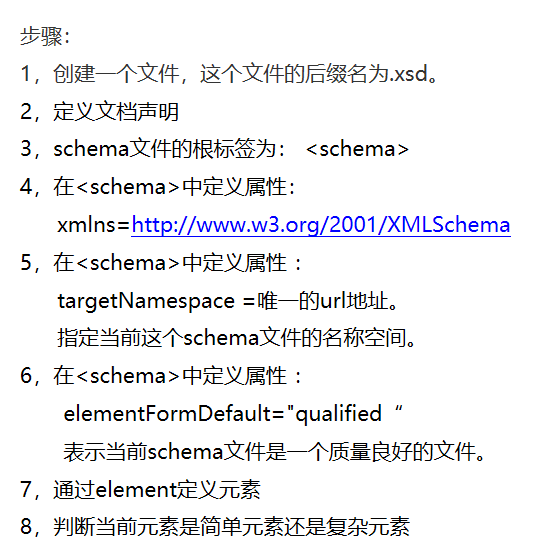 步骤：
1，创建一个文件，这个文件的后缀名为.xsd。
2，定义文档声明
3，schema文件的根标签为： <schema>
4，在<schema>中定义属性：
xmlns=http://www.w3.org/2001/XMLSchema
5，在<schema>中定义属性 ：
targetNamespace =唯一的url地址。
指定当前这个schema文件的名称空间。
6，在<schema>中定义属性 ：
elementFormDefault="qualified“
表示当前schema文件是一个质量良好的文件。
7，通过element定义元素
8，判断当前元素是简单元素还是复杂元素